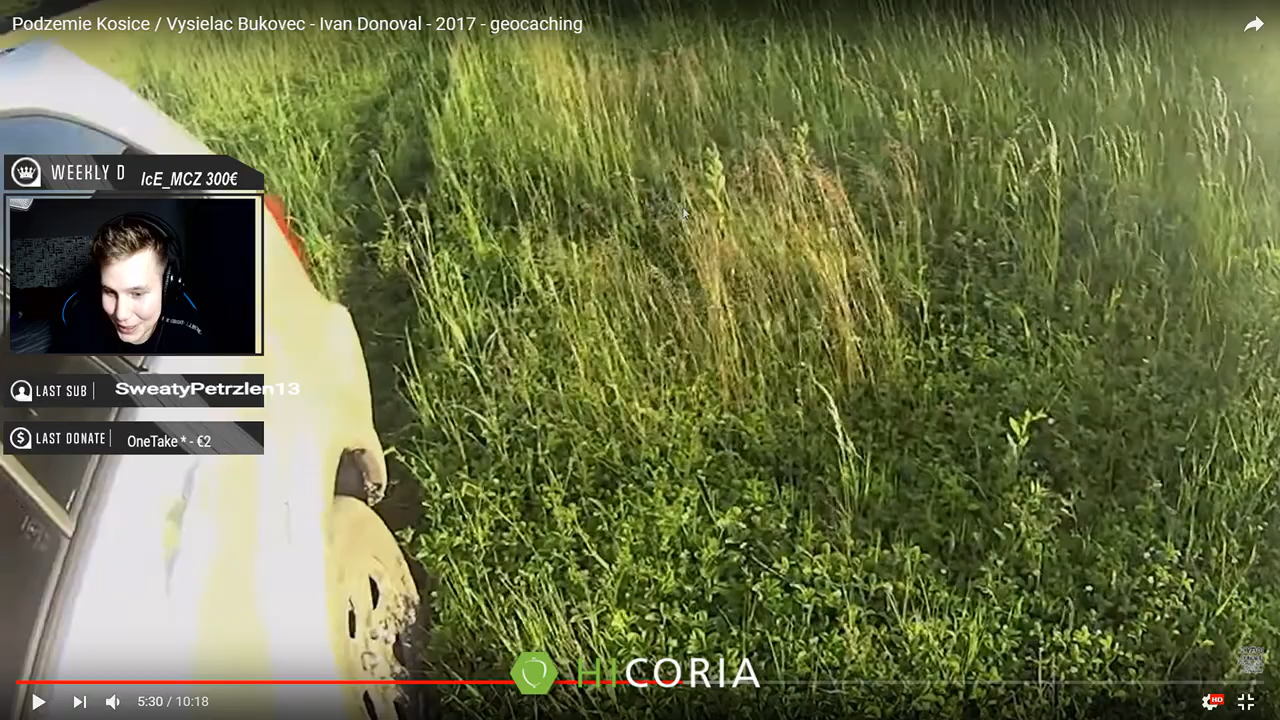 Podzemie Kosice / Vysielac Bukovec - Ivan Donoval - 2017 - geocaching
WEEKLY D
IcE_MCZ 300€
LAST SUB | SweatyPetrzlen13
LAST DONATE | OneTake * - €2
HICORIA
5:30 / 10:18
HD